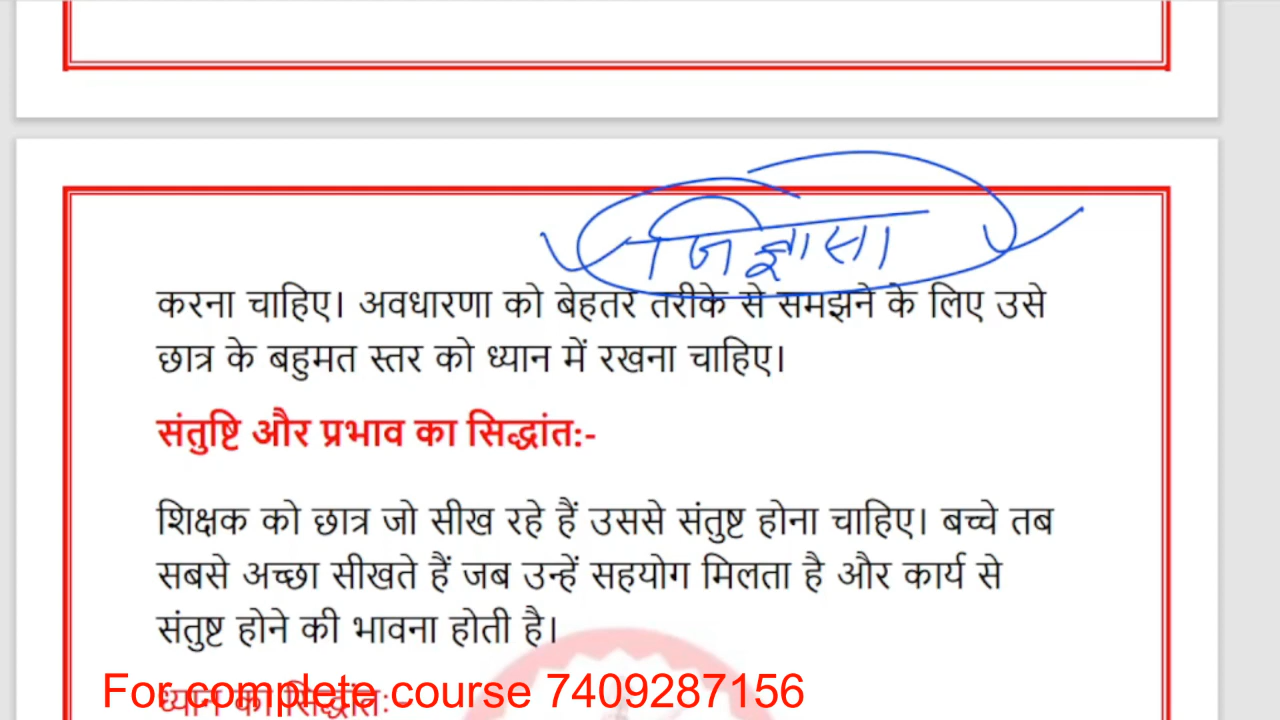 जिज्ञासा
करना चाहिए। अवधारणा को बेहतर तरीके से समझने के लिए उसे
छात्र के बहुमत स्तर को ध्यान में रखना चाहिए।
संतुष्टि और प्रभाव का सिद्धांत:-
शिक्षक को छात्र जो सीख रहे हैं उससे संतुष्ट होना चाहिए। बच्चे तब
सबसे अच्छा सीखते हैं जब उन्हें सहयोग मिलता है और कार्य से
संतुष्ट होने की भावना होती है।
For complete course 7409287156
ध्यान का सिद्धांत:-